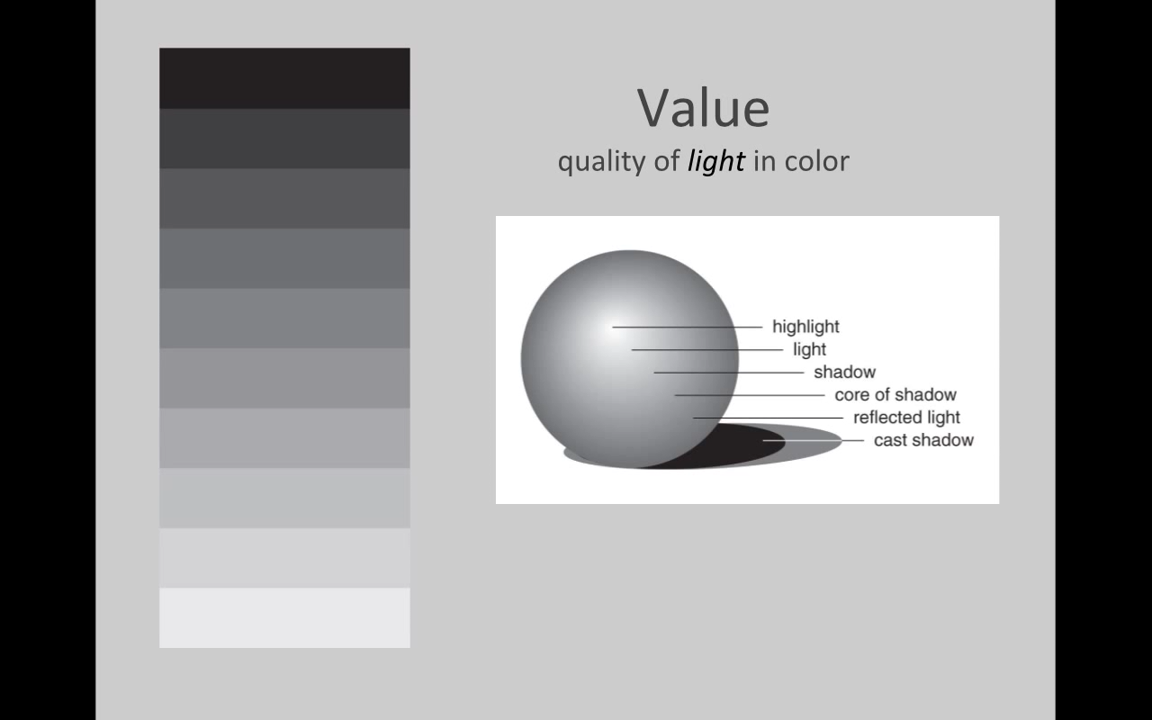 Value
quality of light in color
highlight
light
shadow
core of shadow
reflected light
cast shadow